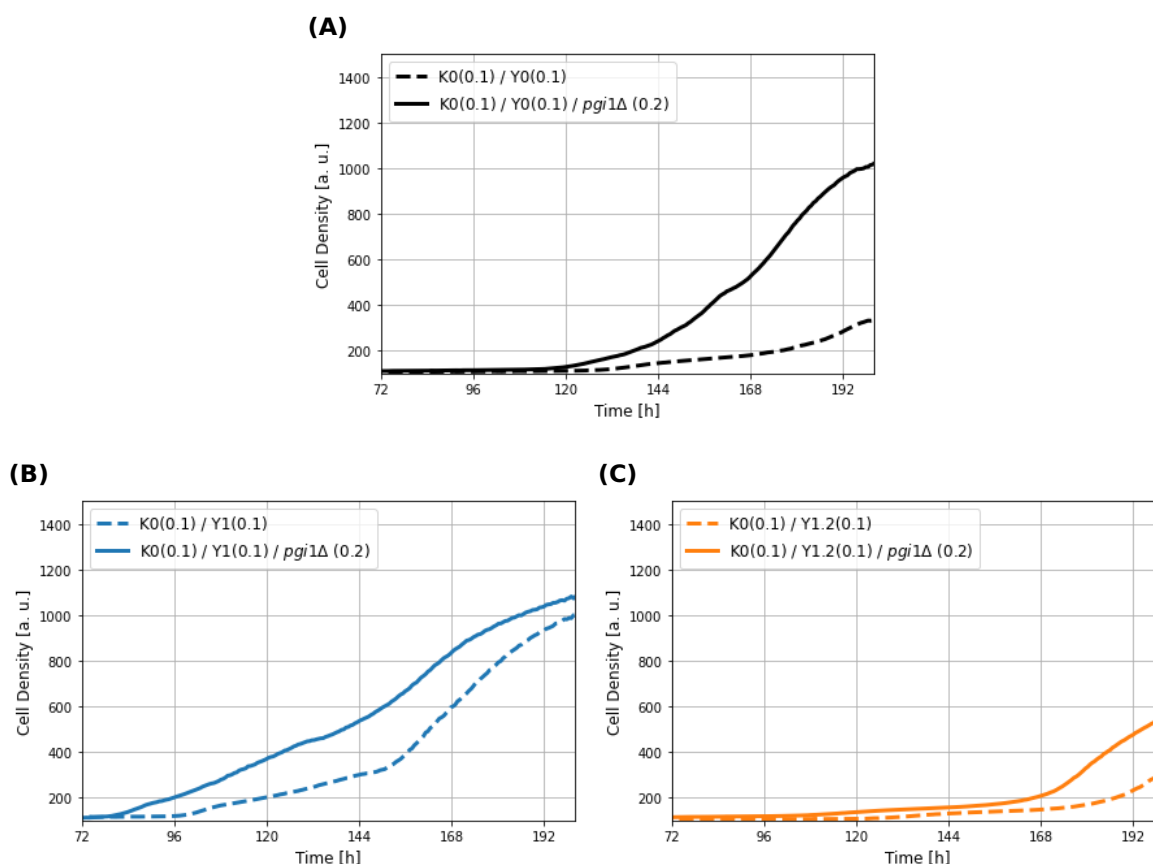 (A)
K0(0.1) / Y0(0.1)
K0(0.1) / Y0(0.1) / pgi1Δ (0.2)
Cell Density [a. u.]
1400
1200
1000
800
600
400
200
72 96 120 144 168 192
Time [h]
(B)
K0(0.1) / Y1(0.1)
K0(0.1) / Y1(0.1) / pgi1Δ (0.2)
Cell Density [a. u.]
1400
1200
1000
800
600
400
200
72 96 120 144 168 192
Time [h]
(C)
K0(0.1) / Y1.2(0.1)
K0(0.1) / Y1.2(0.1) / pgi1Δ (0.2)
Cell Density [a. u.]
1400
1200
1000
800
600
400
200
72 96 120 144 168 192
Time [h]